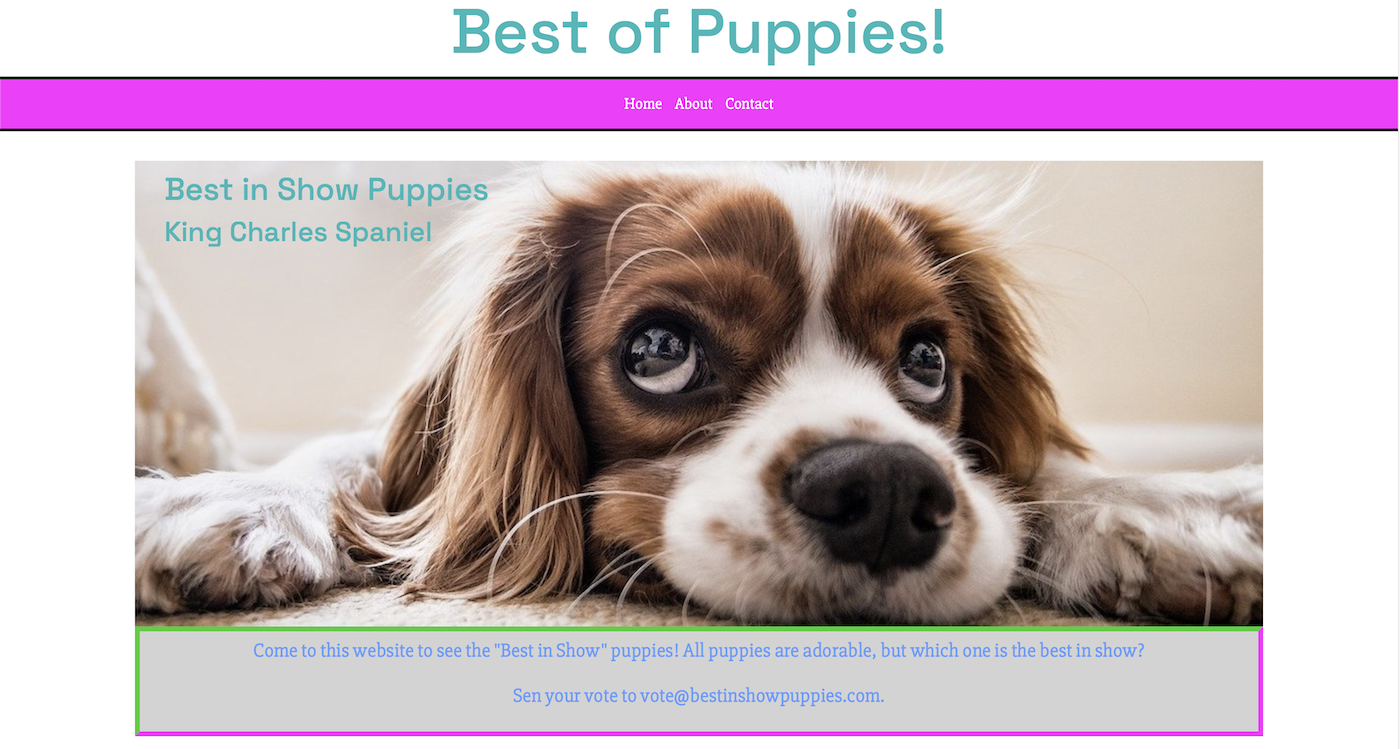 Best of Puppies!
Home About Contact
Best in Show Puppies
King Charles Spaniel
Come to this website to see the "Best in Show" puppies! All puppies are adorable, but which one is the best in show?
Sen your vote to vote@bestinshowpuppies.com.